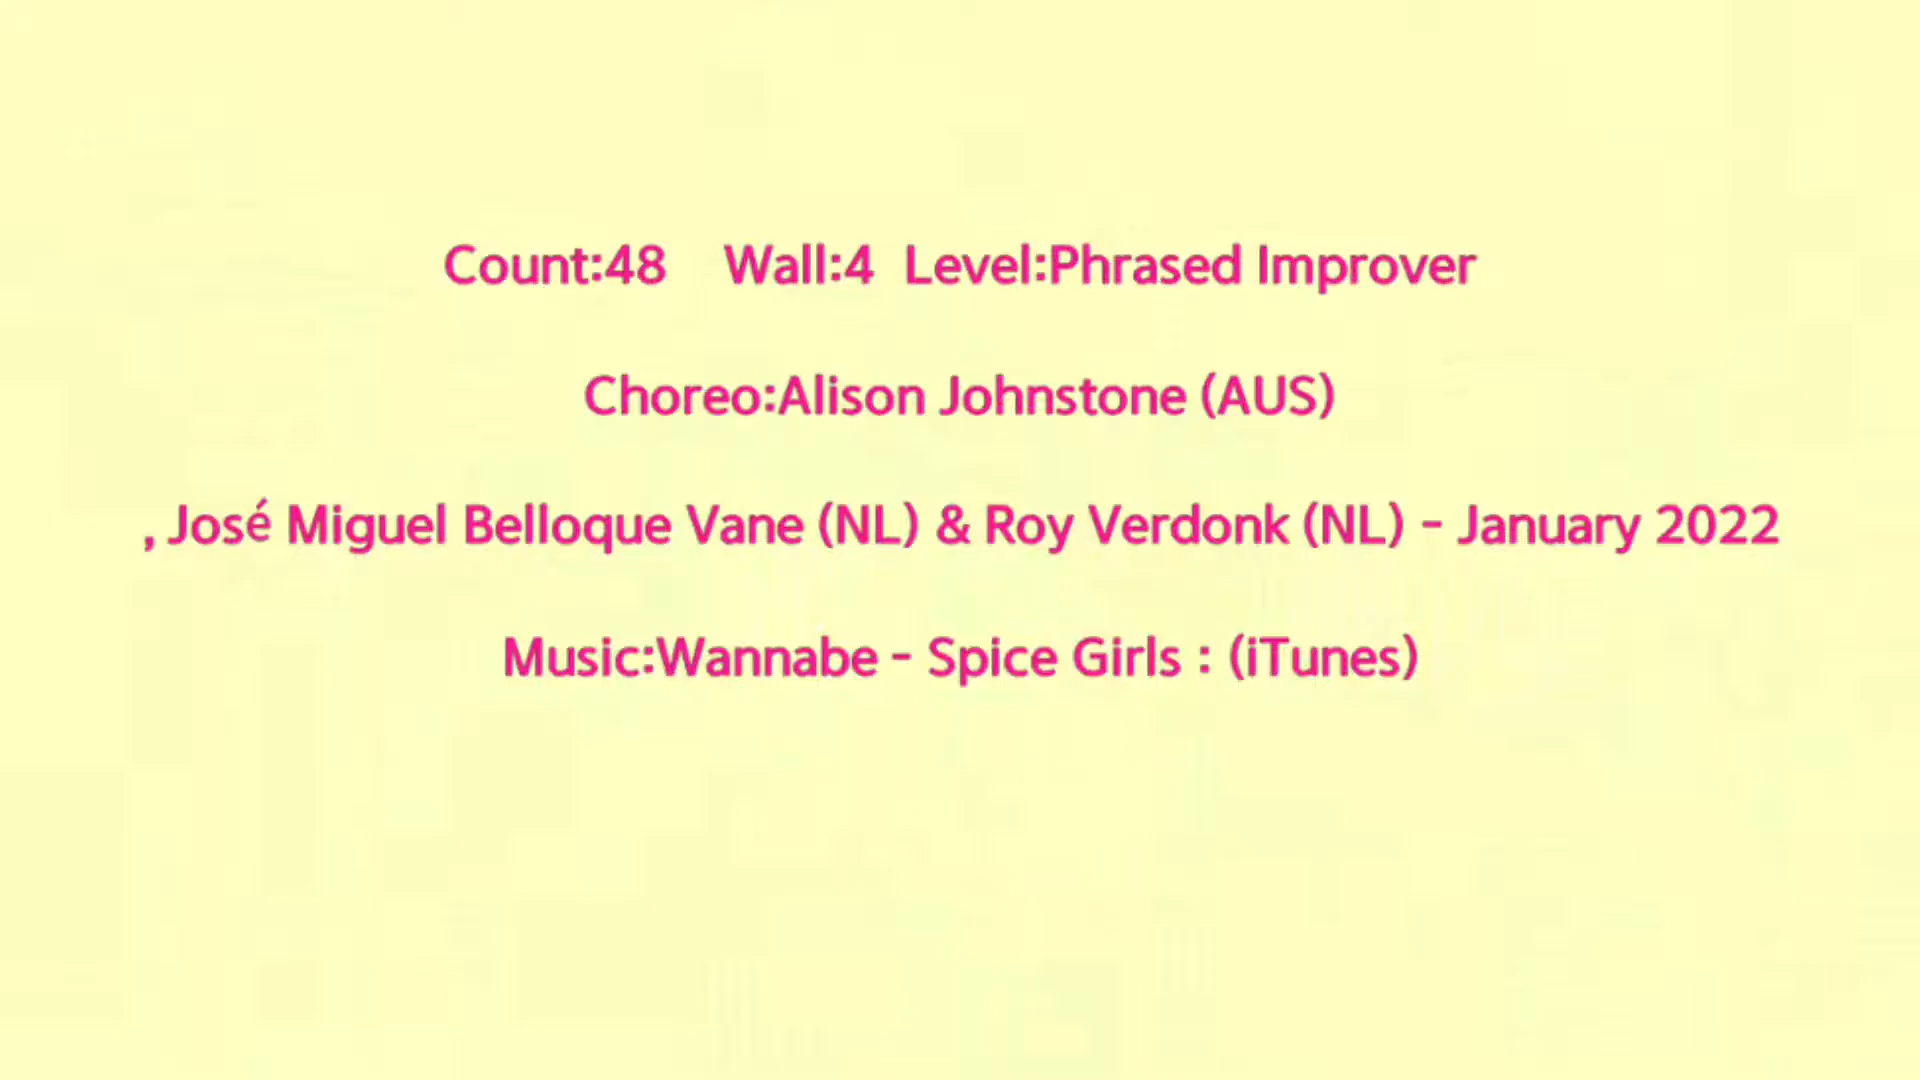 Count:48 Wall:4 Level:Phrased Improver
Choreo:Alison Johnstone (AUS)
, José Miguel Belloque Vane (NL) & Roy Verdonk (NL) - January 2022
Music:Wannabe - Spice Girls : (iTunes)